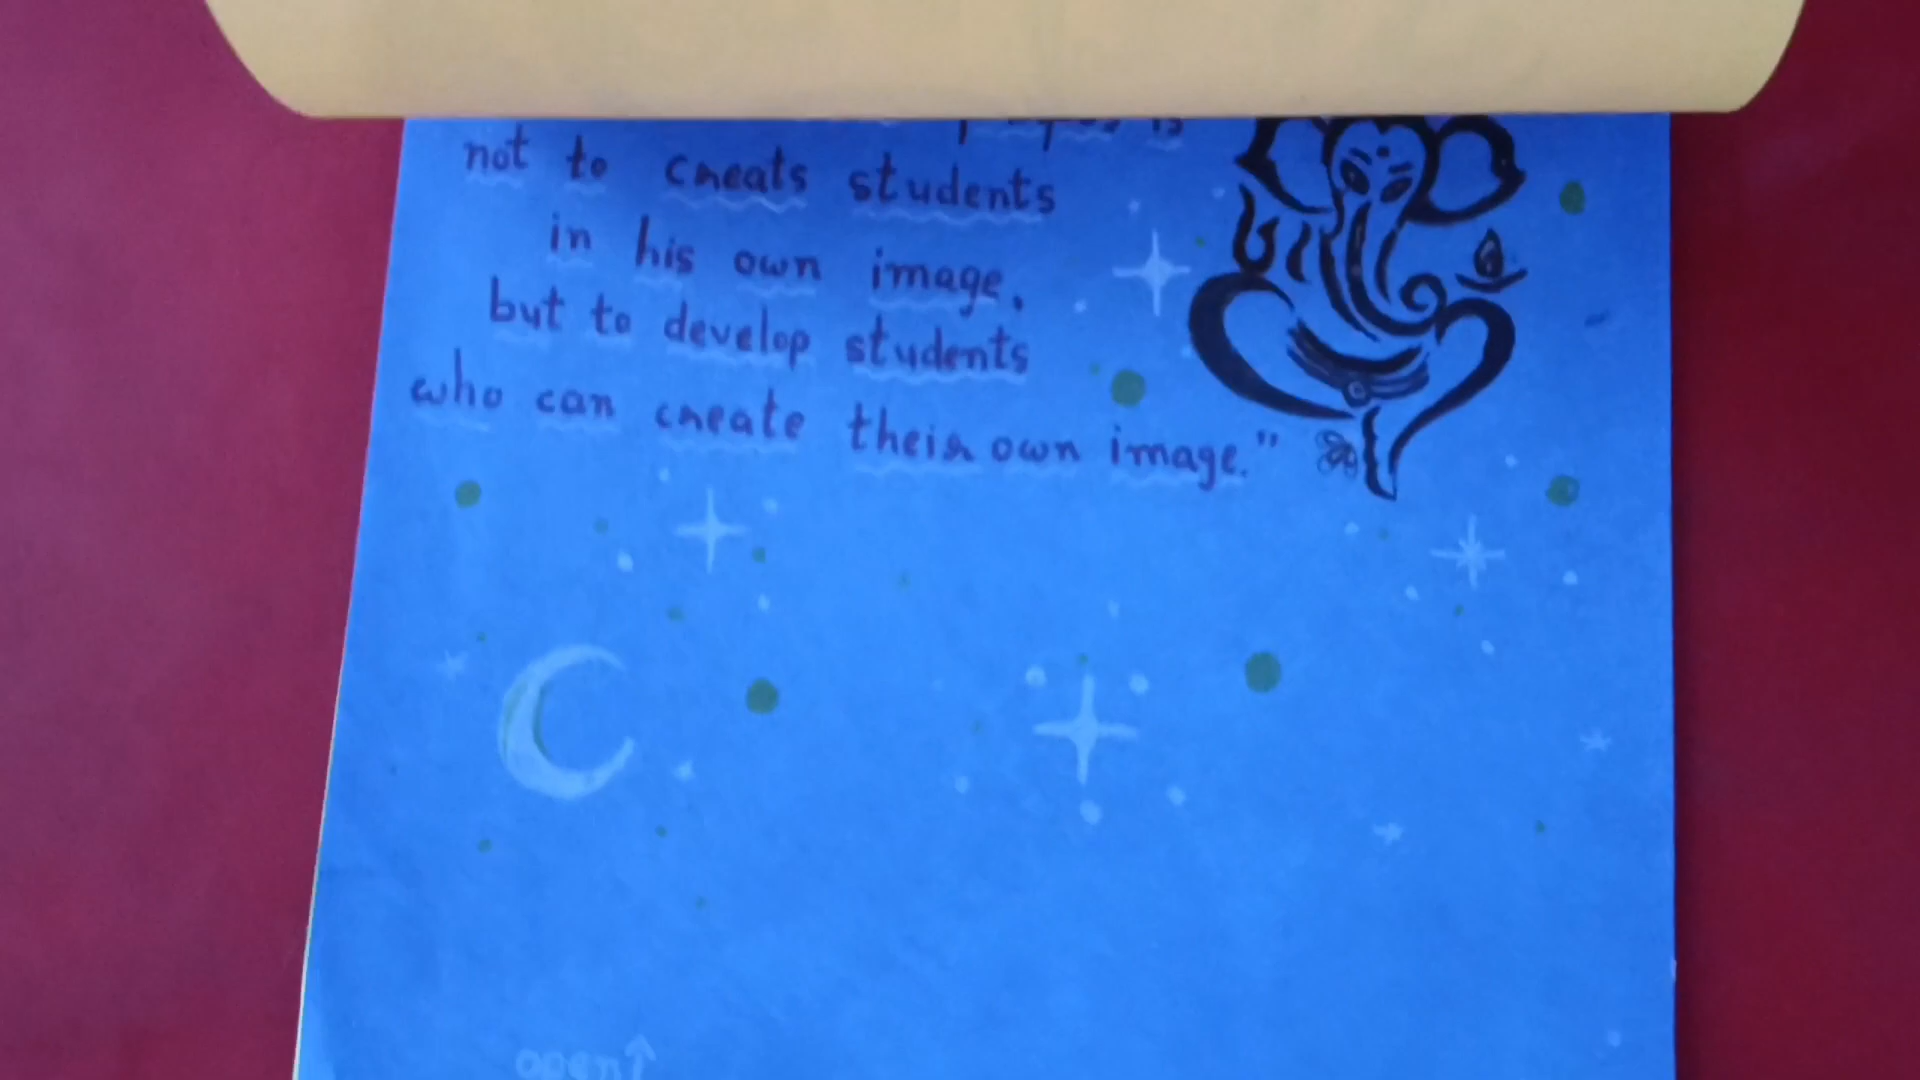 not to creats students
in his own image,
but to develop students
who can create their own image."
open↑